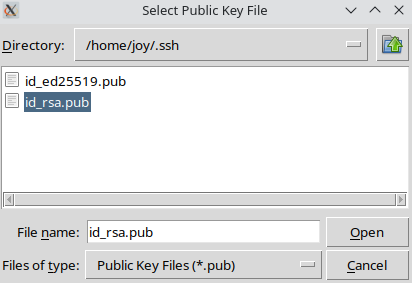 Select Public Key File
Directory: /home/joy/.ssh
id_ed25519.pub
id_rsa.pub
File name: id_rsa.pub Open
Files of type: Public Key Files (*.pub) Cancel